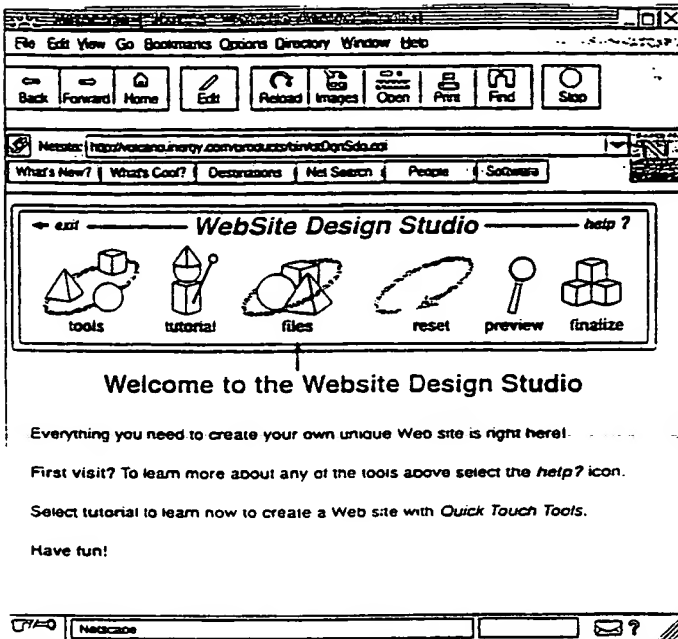 File Edit View Go Bookmarks Options Directory Window Help
Back Forward Home Edit Reload Images Open Print Find Stop
Netsite:
What's New? What's Cool? Destinations Net Search People Software
exit WebSite Design Studio help ?
tools tutorial files reset preview finalize
Welcome to the Website Design Studio
Everything you need to create your own unique Web site is right here!
First visit? To learn more about any of the tools above select the help? icon.
Select tutorial to learn how to create a Web site with Quick Touch Tools.
Have fun!
Netscape ?